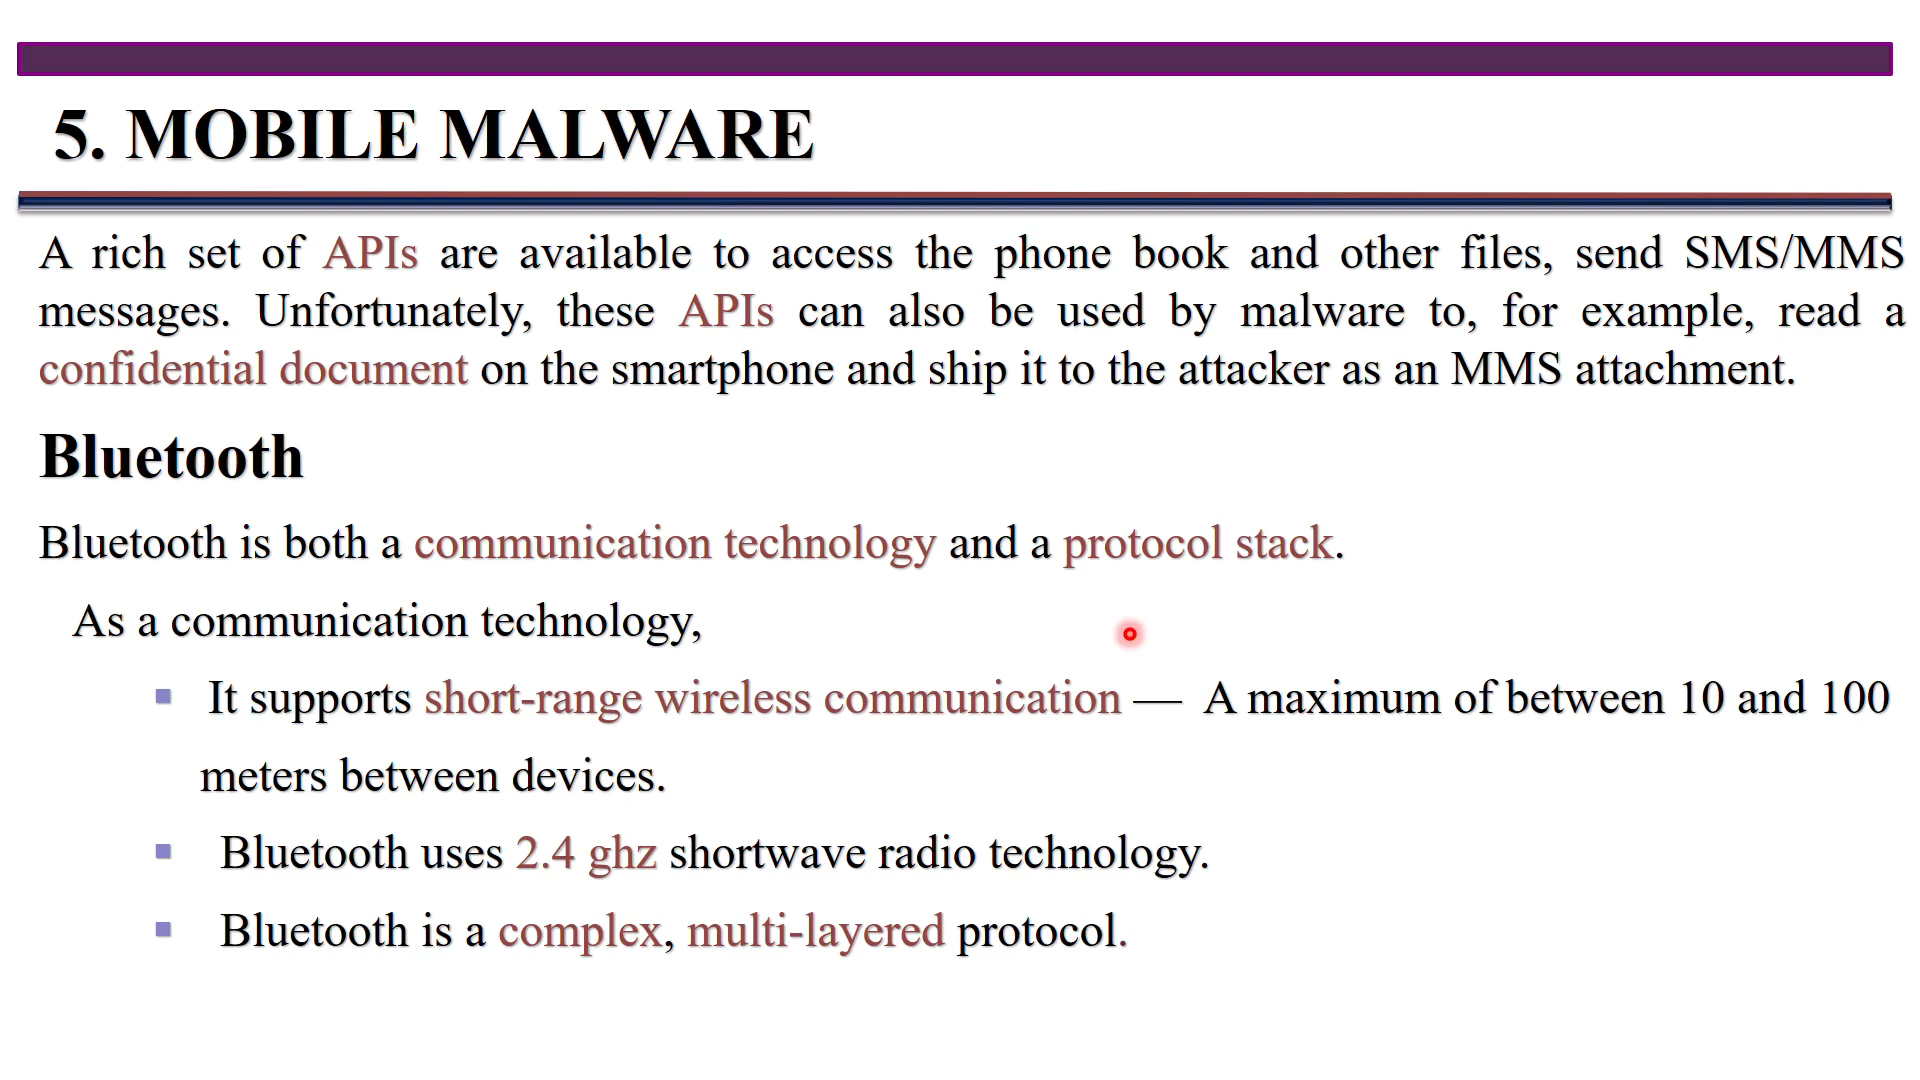 5. MOBILE MALWARE
A rich set of APIs are available to access the phone book and other files, send SMS/MMS
messages. Unfortunately, these APIs can also be used by malware to, for example, read a
confidential document on the smartphone and ship it to the attacker as an MMS attachment.
Bluetooth
Bluetooth is both a communication technology and a protocol stack.
As a communication technology,
▪ It supports short-range wireless communication — A maximum of between 10 and 100
meters between devices.
▪ Bluetooth uses 2.4 ghz shortwave radio technology.
▪ Bluetooth is a complex, multi-layered protocol.